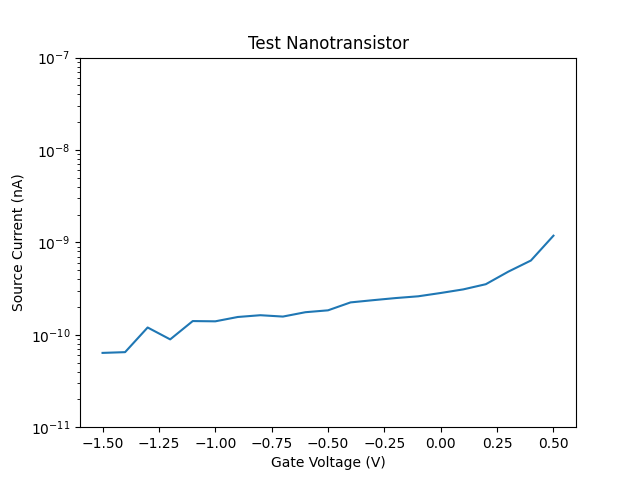 Test Nanotransistor
10⁻⁷
10⁻⁸
10⁻⁹
10⁻¹⁰
10⁻¹¹
Source Current (nA)
−1.50 −1.25 −1.00 −0.75 −0.50 −0.25 0.00 0.25 0.50
Gate Voltage (V)